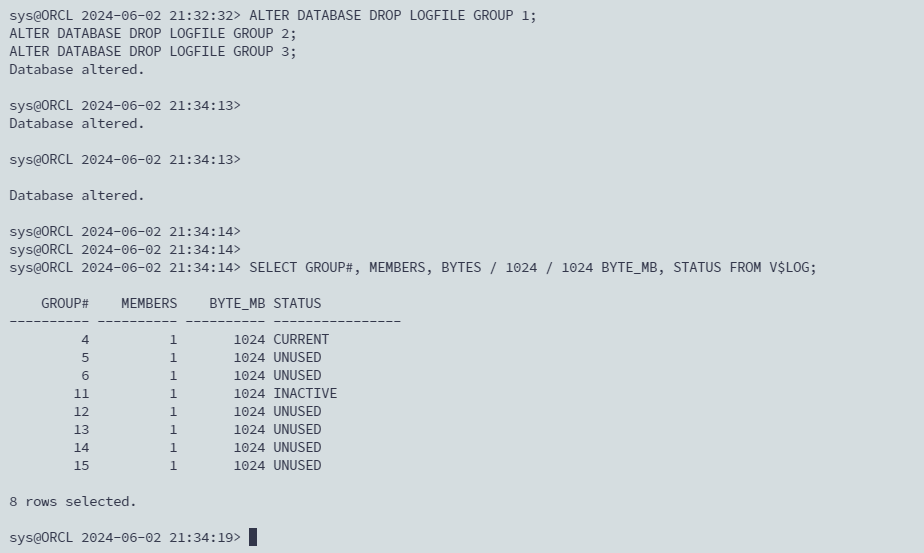 sys@ORCL 2024-06-02 21:32:32> ALTER DATABASE DROP LOGFILE GROUP 1;
ALTER DATABASE DROP LOGFILE GROUP 2;
ALTER DATABASE DROP LOGFILE GROUP 3;
Database altered.

sys@ORCL 2024-06-02 21:34:13>
Database altered.

sys@ORCL 2024-06-02 21:34:13>

Database altered.

sys@ORCL 2024-06-02 21:34:14>
sys@ORCL 2024-06-02 21:34:14>
sys@ORCL 2024-06-02 21:34:14> SELECT GROUP#, MEMBERS, BYTES / 1024 / 1024 BYTE_MB, STATUS FROM V$LOG;

    GROUP#    MEMBERS    BYTE_MB STATUS
---------- ---------- ---------- ----------------
         4          1       1024 CURRENT
         5          1       1024 UNUSED
         6          1       1024 UNUSED
        11          1       1024 INACTIVE
        12          1       1024 UNUSED
        13          1       1024 UNUSED
        14          1       1024 UNUSED
        15          1       1024 UNUSED

8 rows selected.

sys@ORCL 2024-06-02 21:34:19>